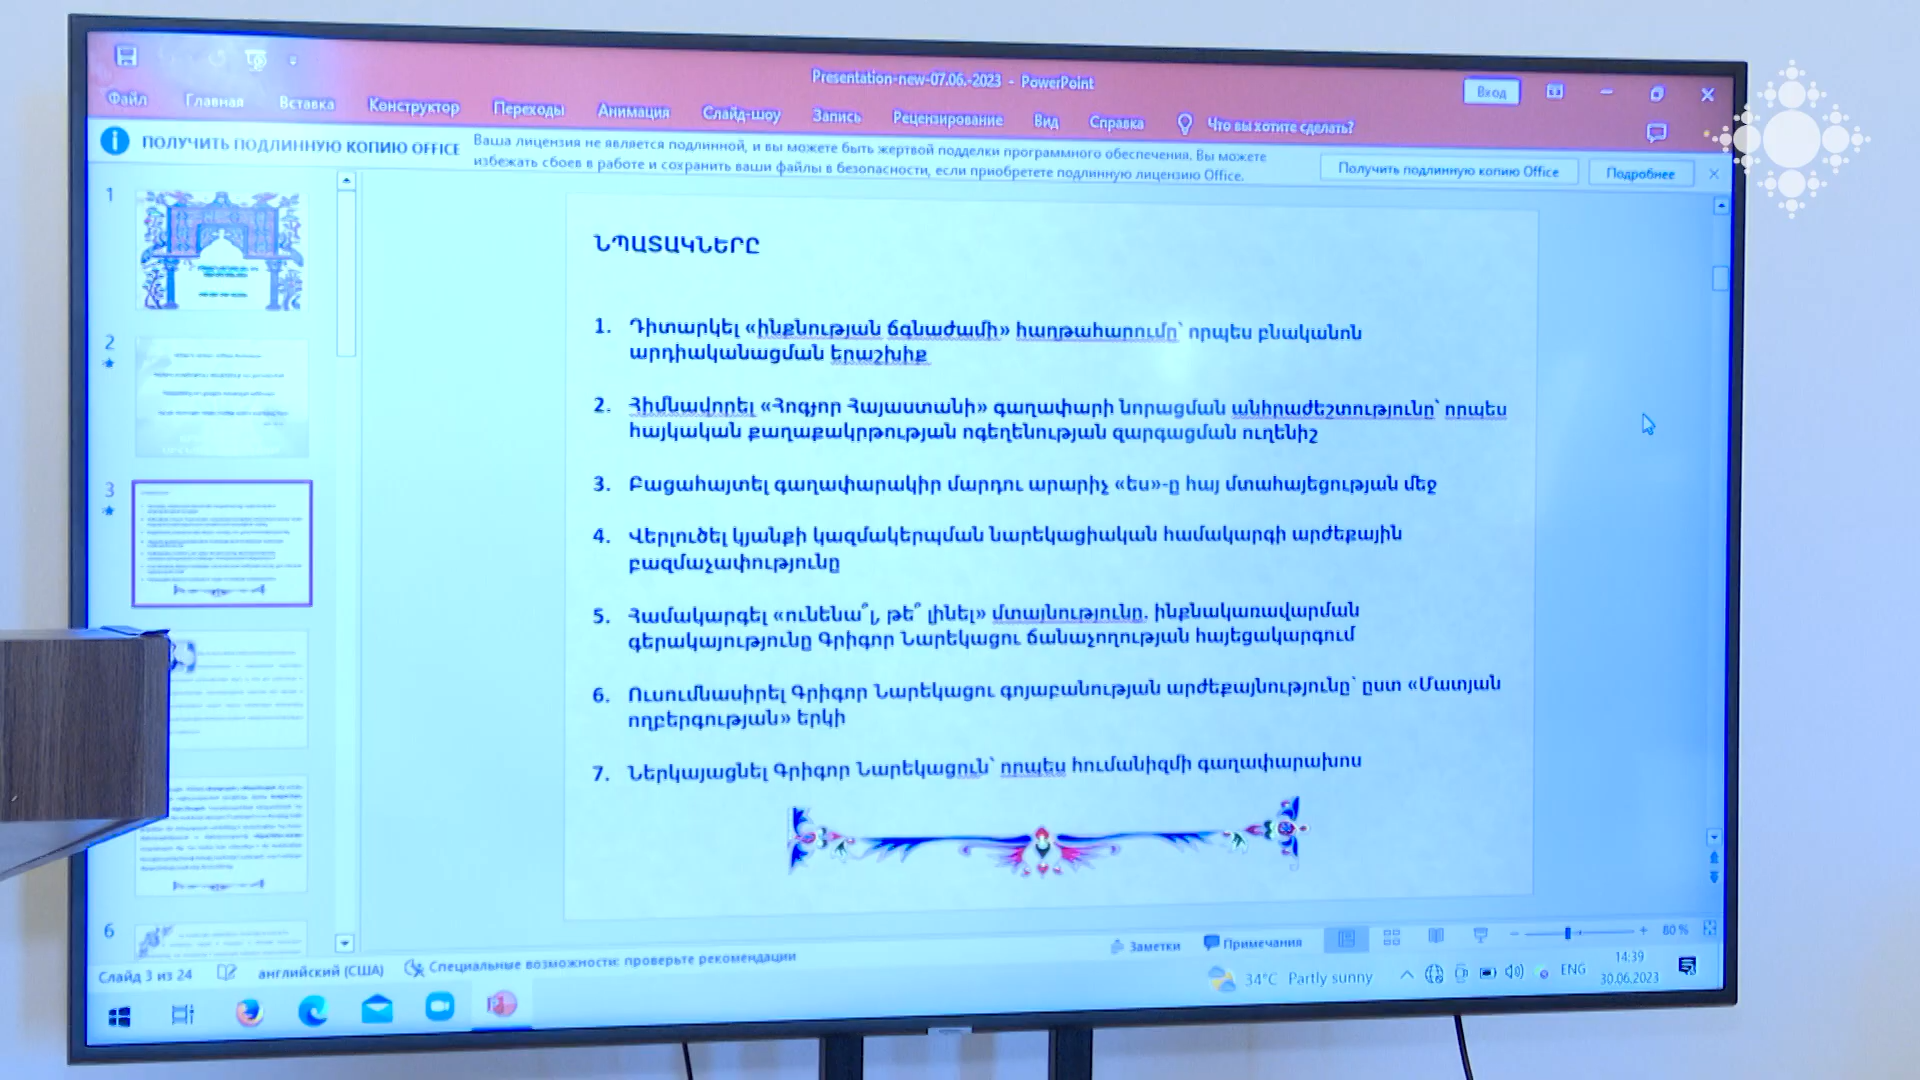 Presentation-new-07.06.-2023 - PowerPoint
Вход
Файл Главная Вставка Конструктор Переходы Анимация Слайд-шоу Запись Рецензирование Вид Справка Что вы хотите сделать?
ПОЛУЧИТЬ ПОДЛИННУЮ КОПИЮ OFFICE
Ваша лицензия не является подлинной, и вы можете быть жертвой подделки программного обеспечения. Вы можете
избежать сбоев в работе и сохранить ваши файлы в безопасности, если приобретете подлинную лицензию Office.
Получить подлинную копию Office
Подробнее
1
2
3
6
ՆՊԱՏԱԿՆԵՐԸ
1. Դիտարկել «ինքնության ճգնաժամի» հաղթահարումը՝ որպես բնականոն
արդիականացման երաշխիք
2. Հիմնավորել «Հոգևոր Հայաստանի» գաղափարի նորացման անհրաժեշտությունը՝ որպես
հայկական քաղաքակրթության ոգեղենության զարգացման ուղենիշ
3. Բացահայտել գաղափարակիր մարդու արարիչ «ես»-ը հայ մտահայեցության մեջ
4. Վերլուծել կյանքի կազմակերպման նարեկացիական համակարգի արժեքային
բազմաչափությունը
5. Համակարգել «ունենա՞լ, թե՞ լինել» մտայնությունը. ինքնակառավարման
գերակայությունը Գրիգոր Նարեկացու ճանաչողության հայեցակարգում
6. Ուսումնասիրել Գրիգոր Նարեկացու գոյաբանության արժեքայնությունը՝ ըստ «Մատյան
ողբերգության» երկի
7. Ներկայացնել Գրիգոր Նարեկացուն՝ որպես հումանիզմի գաղափարախոս
Слайд 3 из 24 английский (США) Специальные возможности: проверьте рекомендации
Заметки Примечания 80 %
34°C Partly sunny ENG
14:39
30.06.2023